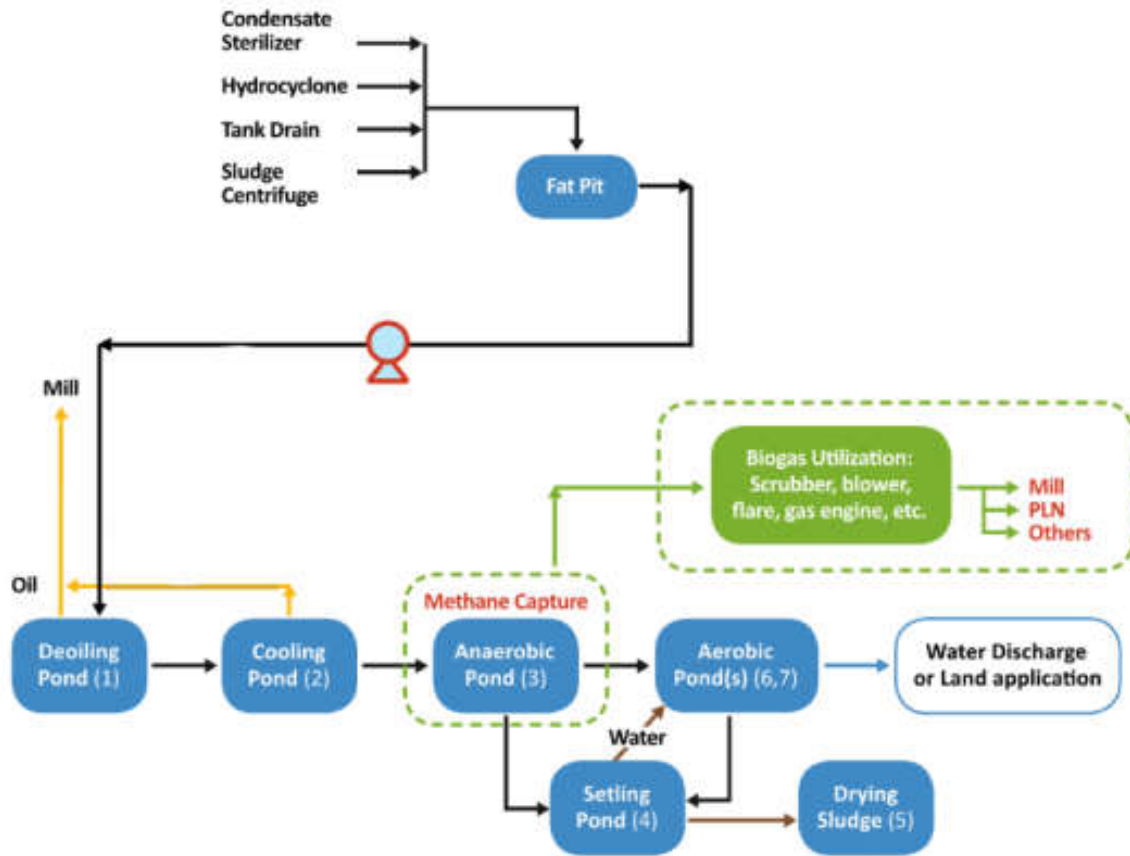 Condensate
Sterilizer
Hydrocyclone
Tank Drain
Sludge
Centrifuge
Fat Pit
Mill
Biogas Utilization:
Scrubber, blower,
flare, gas engine, etc.
Mill
PLN
Others
Oil
Methane Capture
Deoiling
Pond (1)
Cooling
Pond (2)
Anaerobic
Pond (3)
Aerobic
Pond(s) (6,7)
Water Discharge
or Land application
Water
Setling
Pond (4)
Drying
Sludge (5)